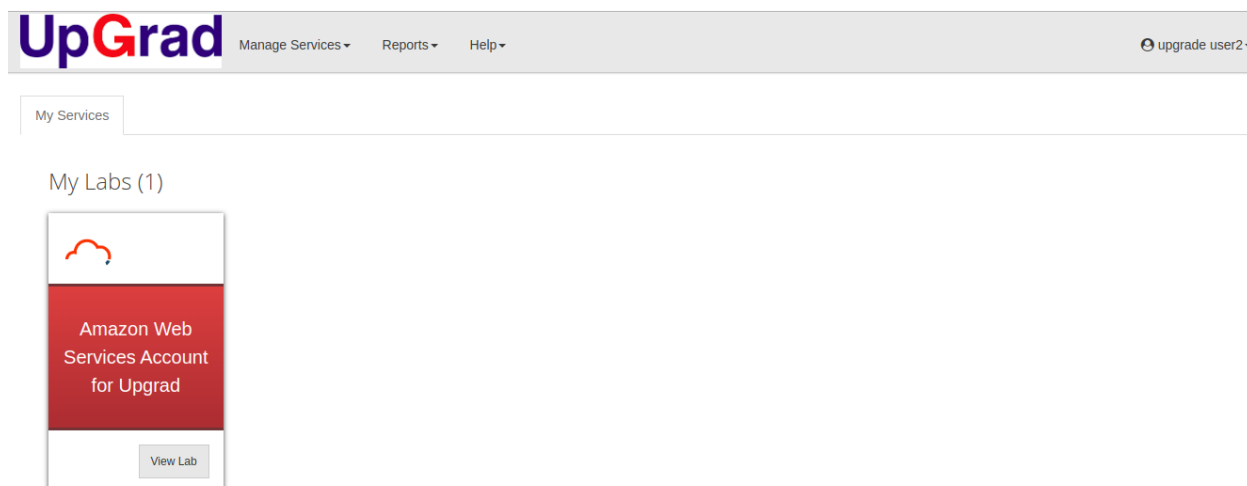 UpGrad Manage Services Reports Help upgrade user2
My Services
My Labs (1)
Amazon Web
Services Account
for Upgrad
View Lab